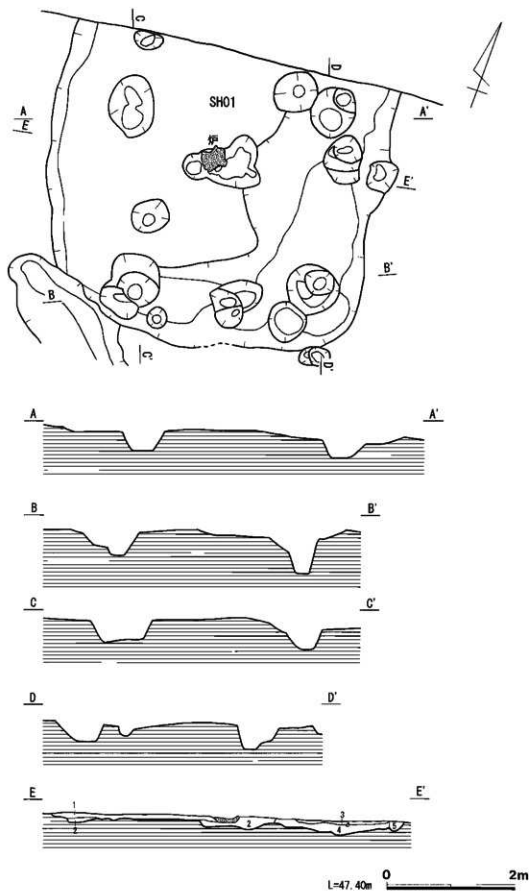 C
D
A
E
SH01
A'
炉
E'
B
B'
C'
D'
A A'
B B'
C C'
D D'
E E'
1 3
2 2 4 5
0 2m
L=47.40m